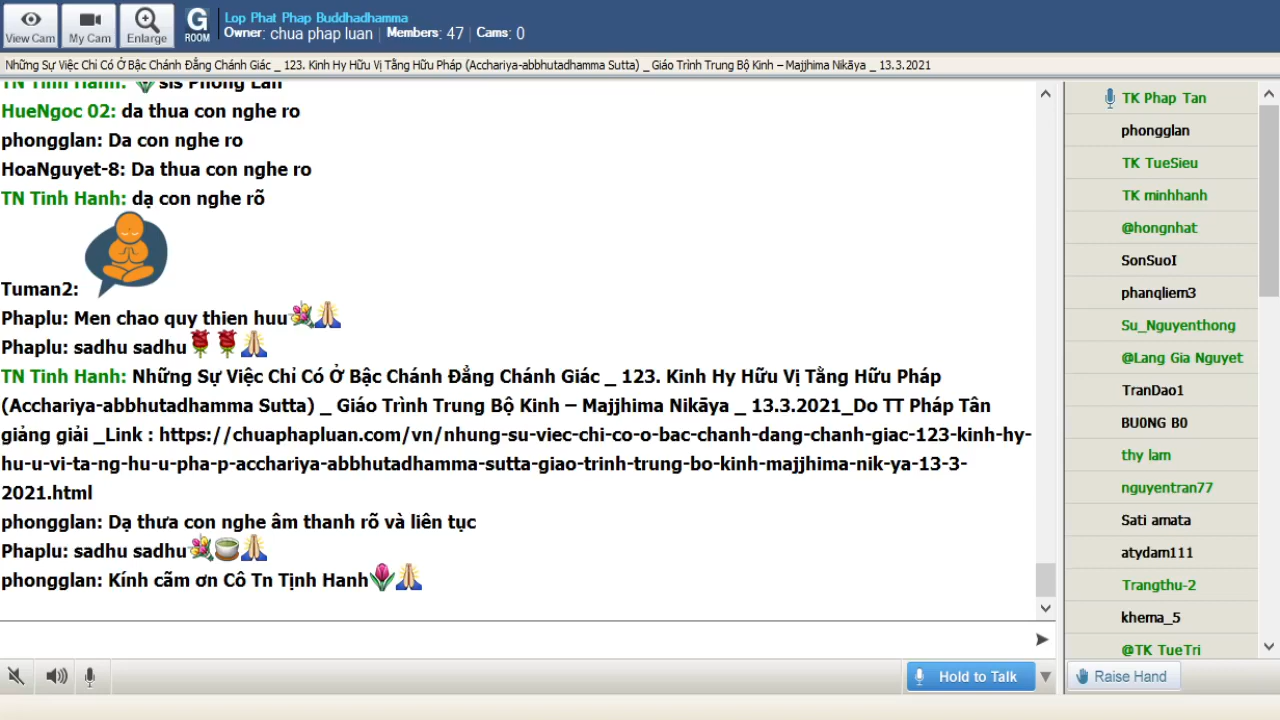 View Cam
My Cam
Enlarge
G
ROOM
Lop Phat Phap Buddhadhamma
Owner: chua phap luan | Members: 47 | Cams: 0
Những Sự Việc Chỉ Có Ở Bậc Chánh Đẳng Chánh Giác _ 123. Kinh Hy Hữu Vị Tằng Hữu Pháp (Acchariya-abbhutadhamma Sutta) _ Giáo Trình Trung Bộ Kinh – Majjhima Nikāya _ 13.3.2021
TN Tinh Hanh: sis Phong Lan
HueNgoc 02: da thua con nghe ro
phongglan: Da con nghe ro
HoaNguyet-8: Da thua con nghe ro
TN Tinh Hanh: dạ con nghe rõ
Tuman2:
Phaplu: Men chao quy thien huu
Phaplu: sadhu sadhu
TN Tinh Hanh: Những Sự Việc Chỉ Có Ở Bậc Chánh Đẳng Chánh Giác _ 123. Kinh Hy Hữu Vị Tằng Hữu Pháp
(Acchariya-abbhutadhamma Sutta) _ Giáo Trình Trung Bộ Kinh – Majjhima Nikāya _ 13.3.2021_Do TT Pháp Tân
giảng giải _Link : https://chuaphapluan.com/vn/nhung-su-viec-chi-co-o-bac-chanh-dang-chanh-giac-123-kinh-hy-
hu-u-vi-ta-ng-hu-u-pha-p-acchariya-abbhutadhamma-sutta-giao-trinh-trung-bo-kinh-majjhima-nik-ya-13-3-
2021.html
phongglan: Dạ thưa con nghe âm thanh rõ và liên tục
Phaplu: sadhu sadhu
phongglan: Kính cãm ơn Cô Tn Tịnh Hanh
TK Phap Tan
phongglan
TK TueSieu
TK minhhanh
@hongnhat
SonSuoI
phanqliem3
Su_Nguyenthong
@Lang Gia Nguyet
TranDao1
BU0NG B0
thy lam
nguyentran77
Sati amata
atydam111
Trangthu-2
khema_5
@TK TueTri
Hold to Talk
Raise Hand